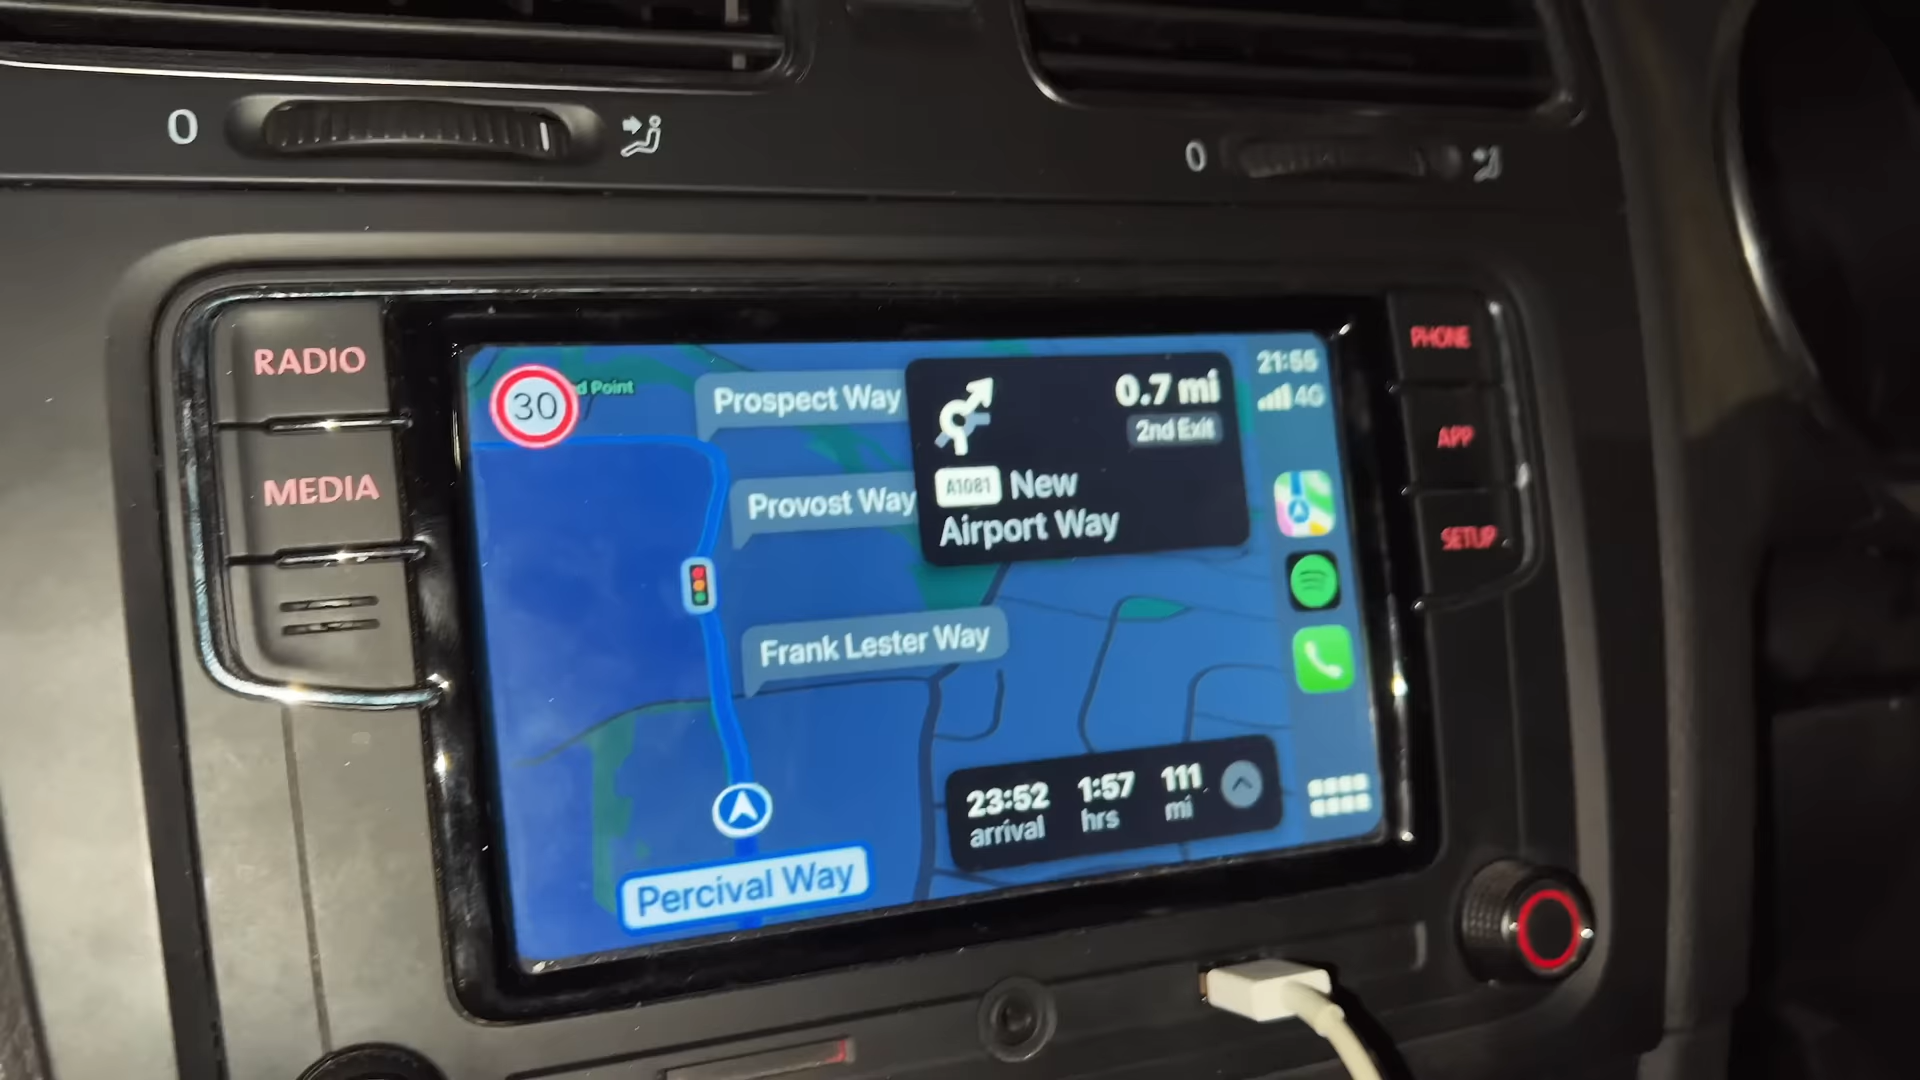 0
0
RADIO
MEDIA
PHONE
APP
SETUP
30
d Point
Prospect Way
Provost Way
Frank Lester Way
Percival Way
0.7 mi
2nd Exit
A1081 New
Airport Way
21:55
4G
23:52 1:57 111
arrival hrs mi